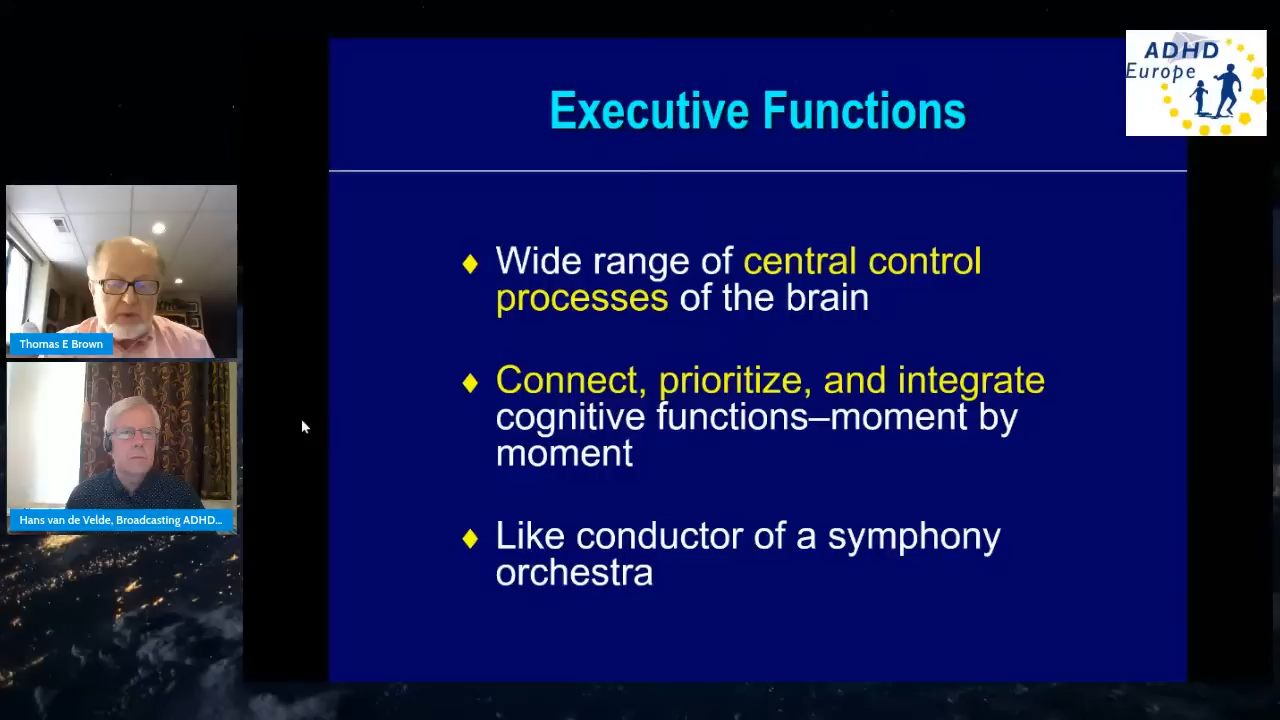 ADHD
Europe
Executive Functions
Wide range of central control
processes of the brain
Connect, prioritize, and integrate
cognitive functions–moment by
moment
Like conductor of a symphony
orchestra
Thomas E Brown
Hans van de Velde, Broadcasting ADHD...